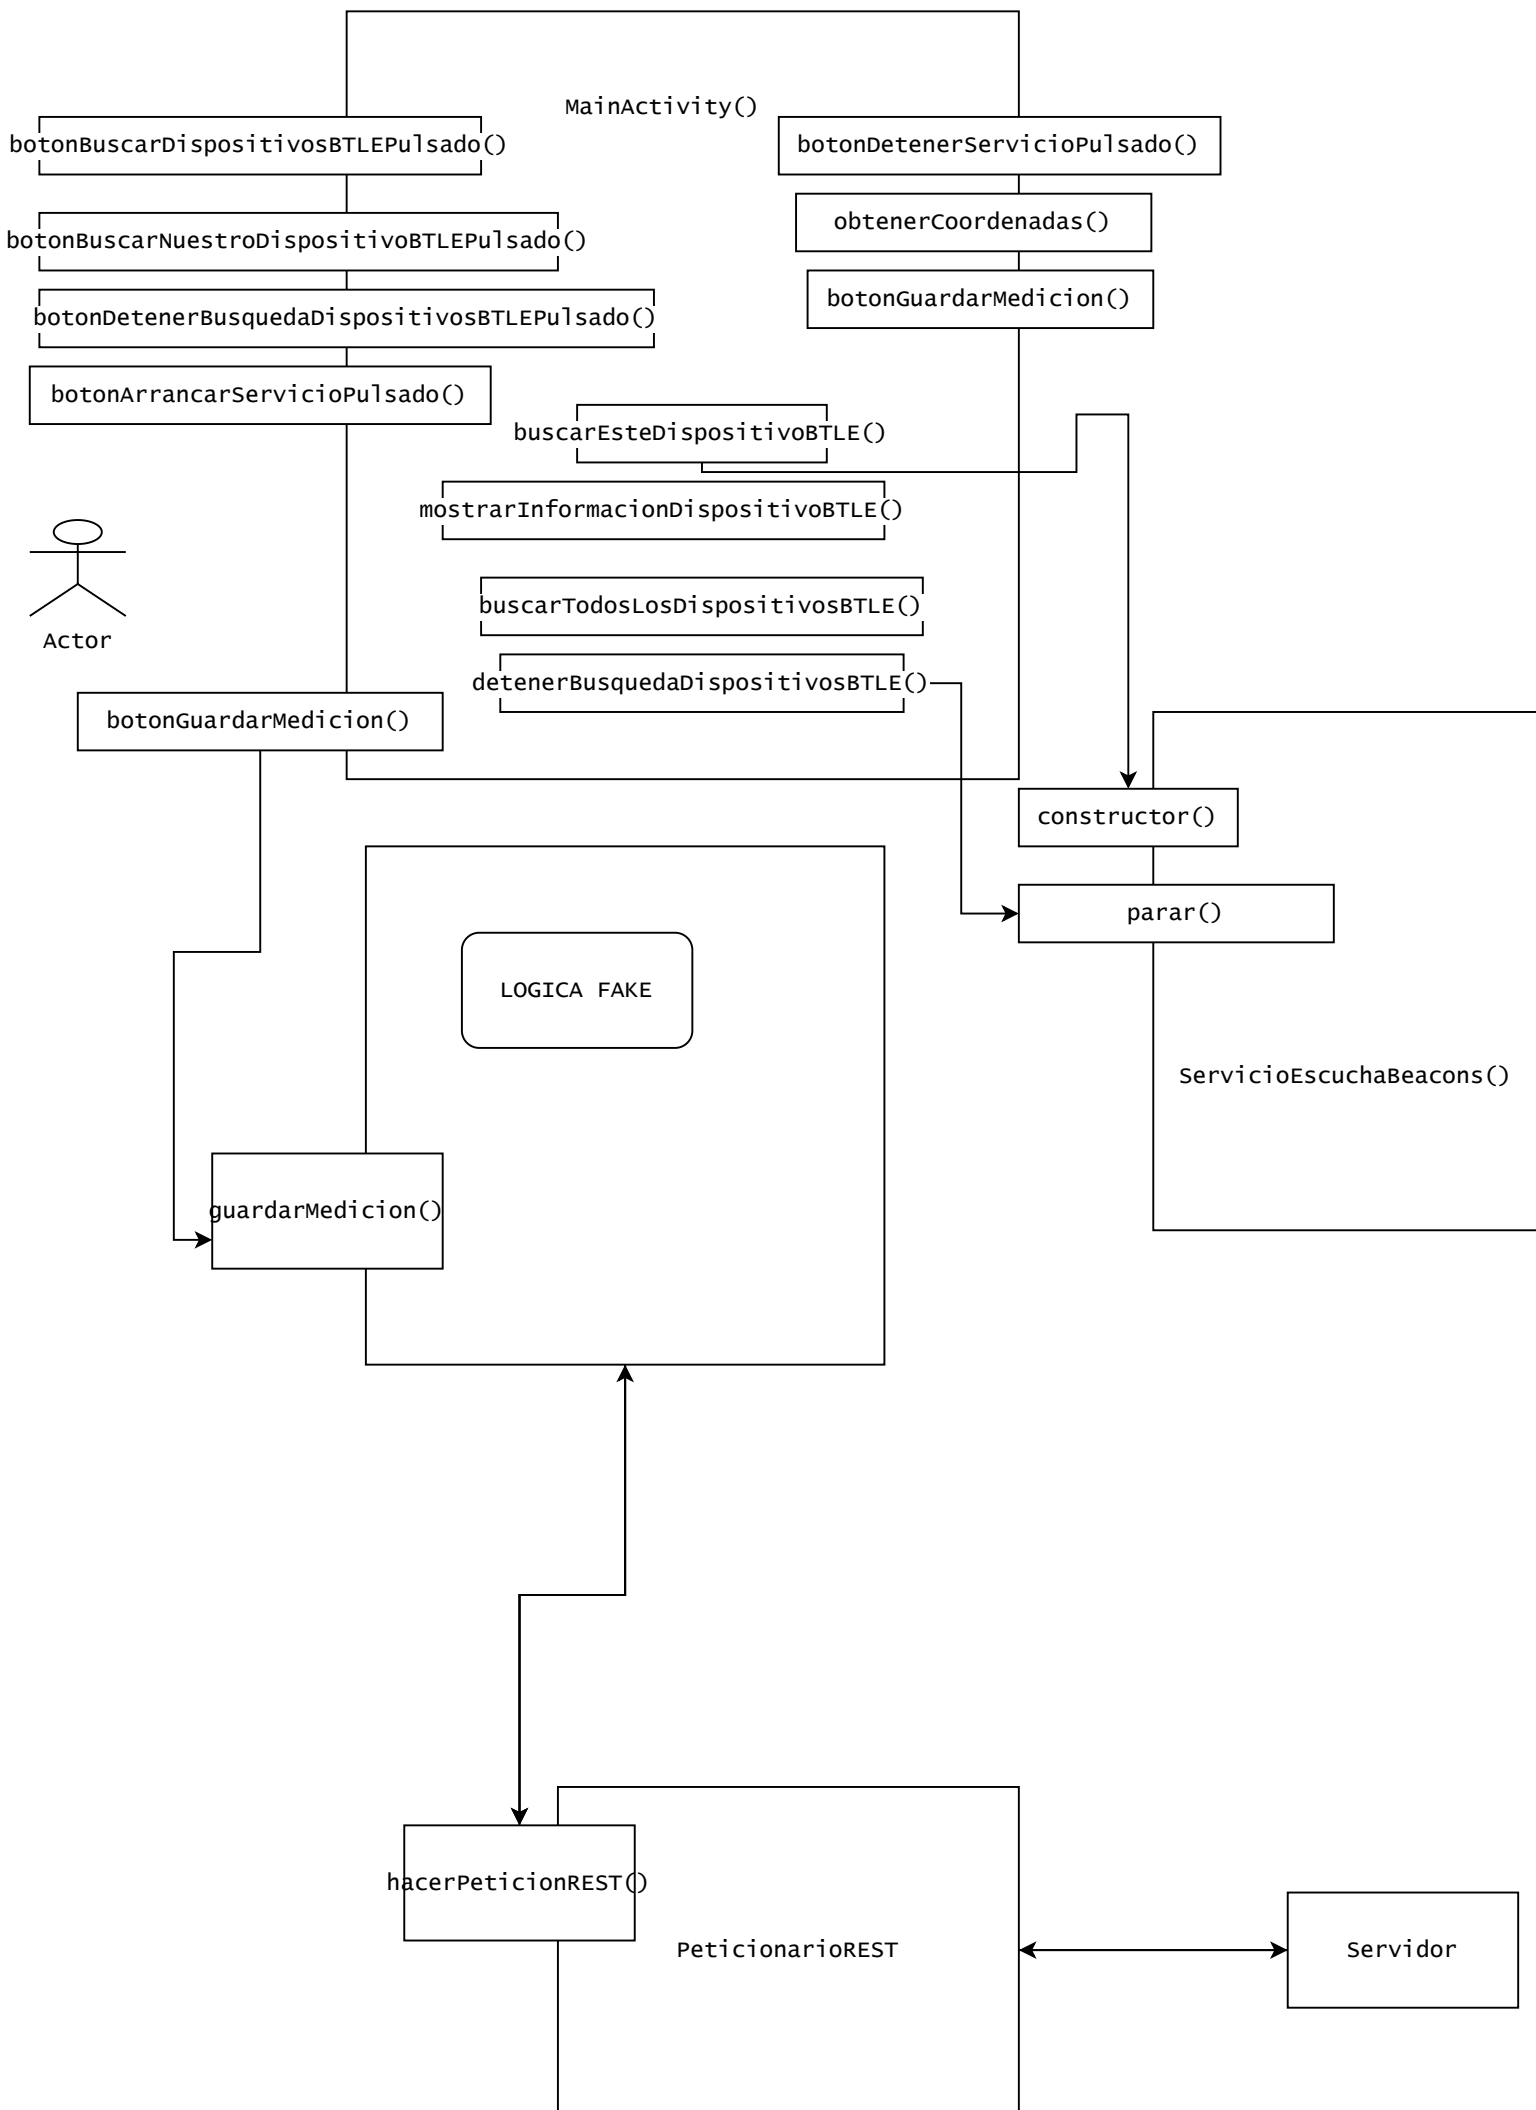 MainActivity()
botonBuscarDispositivosBTLEPulsado()
botonDetenerServicioPulsado()
obtenerCoordenadas()
botonBuscarNuestroDispositivoBTLEPulsado()
botonGuardarMedicion()
botonDetenerBusquedaDispositivosBTLEPulsado()
botonArrancarServicioPulsado()
buscarEsteDispositivoBTLE()
mostrarInformacionDispositivoBTLE()
buscarTodosLosDispositivosBTLE()
Actor
detenerBusquedaDispositivosBTLE()
botonGuardarMedicion()
constructor()
parar()
LOGICA FAKE
ServicioEscuchaBeacons()
guardarMedicion()
hacerPeticionREST()
PeticionarioREST
Servidor